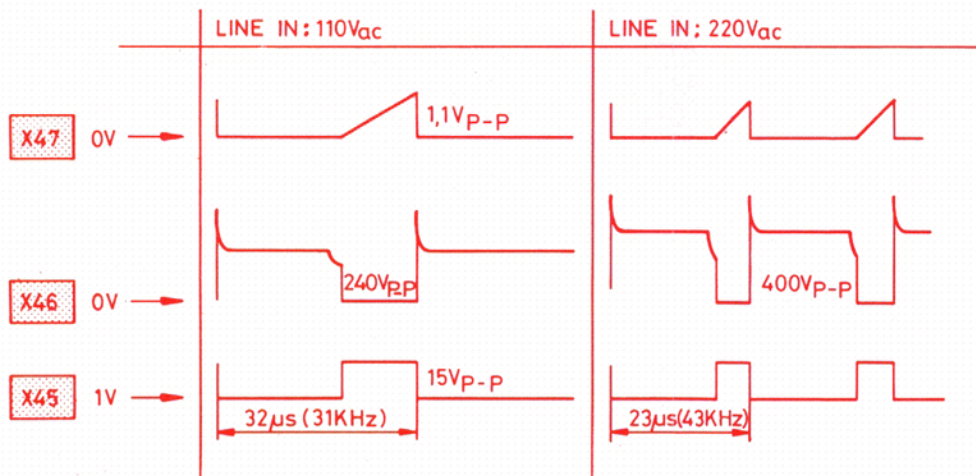 LINE IN: 110Vac
LINE IN: 220Vac
X47 0V
1,1Vp-p
X46 0V
240Vp-p
400Vp-p
X45 1V
15Vp-p
32µs (31KHz)
23µs(43KHz)